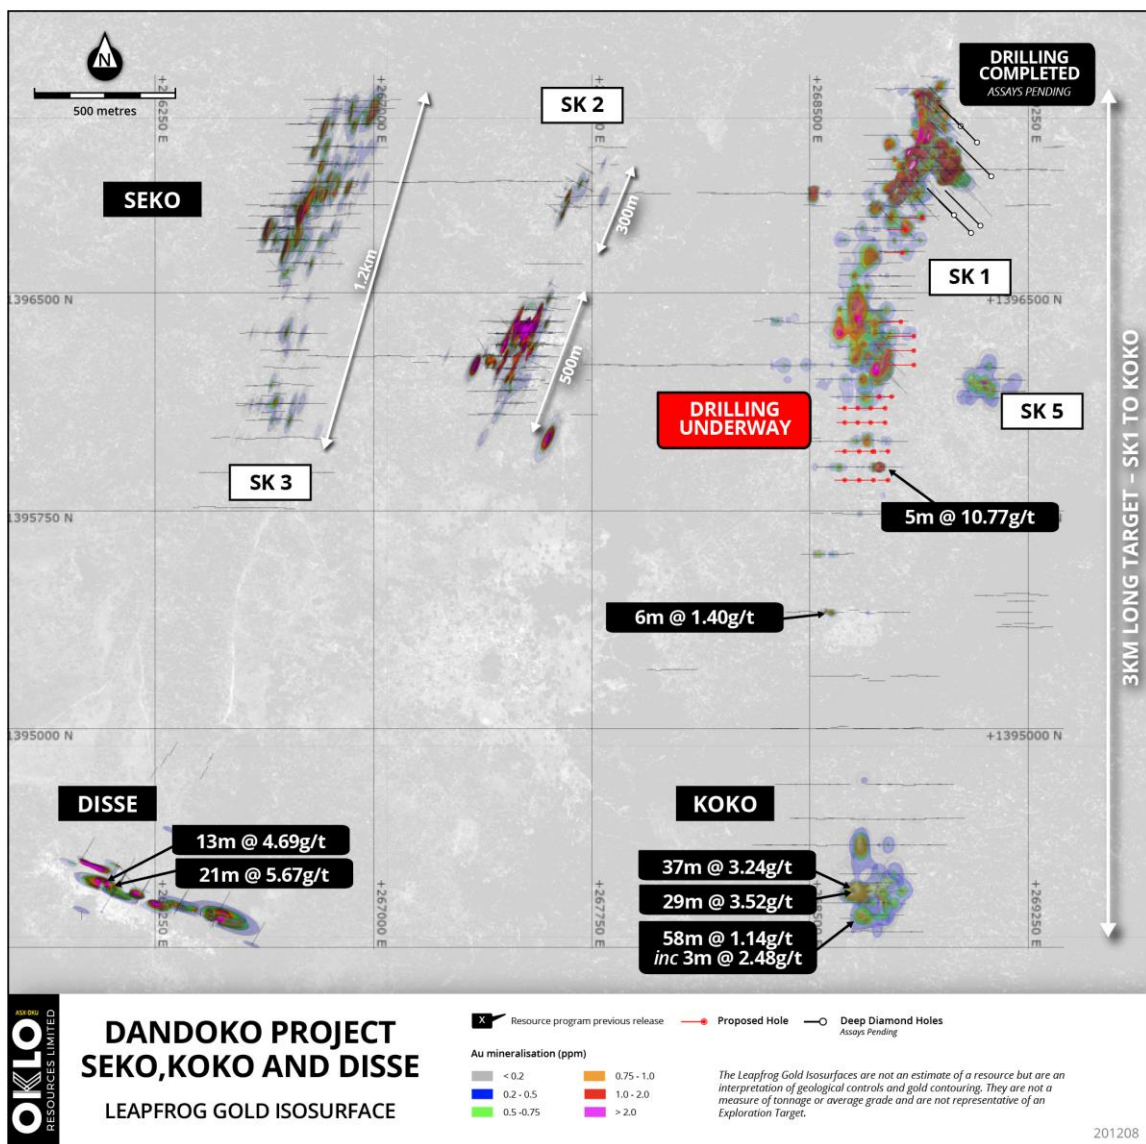 N
500 metres
+266250 E
+267000 E
+268500 E
SK 2
DRILLING
COMPLETED
ASSAYS PENDING
SEKO
1.2km
300m
SK 1
1396500 N
+1396500 N
500m
SK 5
DRILLING
UNDERWAY
SK 3
5m @ 10.77g/t
1395750 N
6m @ 1.40g/t
3KM LONG TARGET – SK1 TO KOKO
1395000 N
+1395000 N
DISSE
KOKO
13m @ 4.69g/t
21m @ 5.67g/t
37m @ 3.24g/t
29m @ 3.52g/t
58m @ 1.14g/t
inc 3m @ 2.48g/t
+267000 E
+267750 E
+269250 E
ASX:OKU
OKLO
RESOURCES LIMITED
DANDOKO PROJECT
SEKO,KOKO AND DISSE
LEAPFROG GOLD ISOSURFACE
X Resource program previous release
Proposed Hole
Deep Diamond Holes
Assays Pending
Au mineralisation (ppm)
< 0.2
0.75 - 1.0
0.2 - 0.5
1.0 - 2.0
0.5 -0.75
> 2.0
The Leapfrog Gold Isosurfaces are not an estimate of a resource but are an
interpretation of geological controls and gold contouring. They are not a
measure of tonnage or average grade and are not representative of an
Exploration Target.
201208